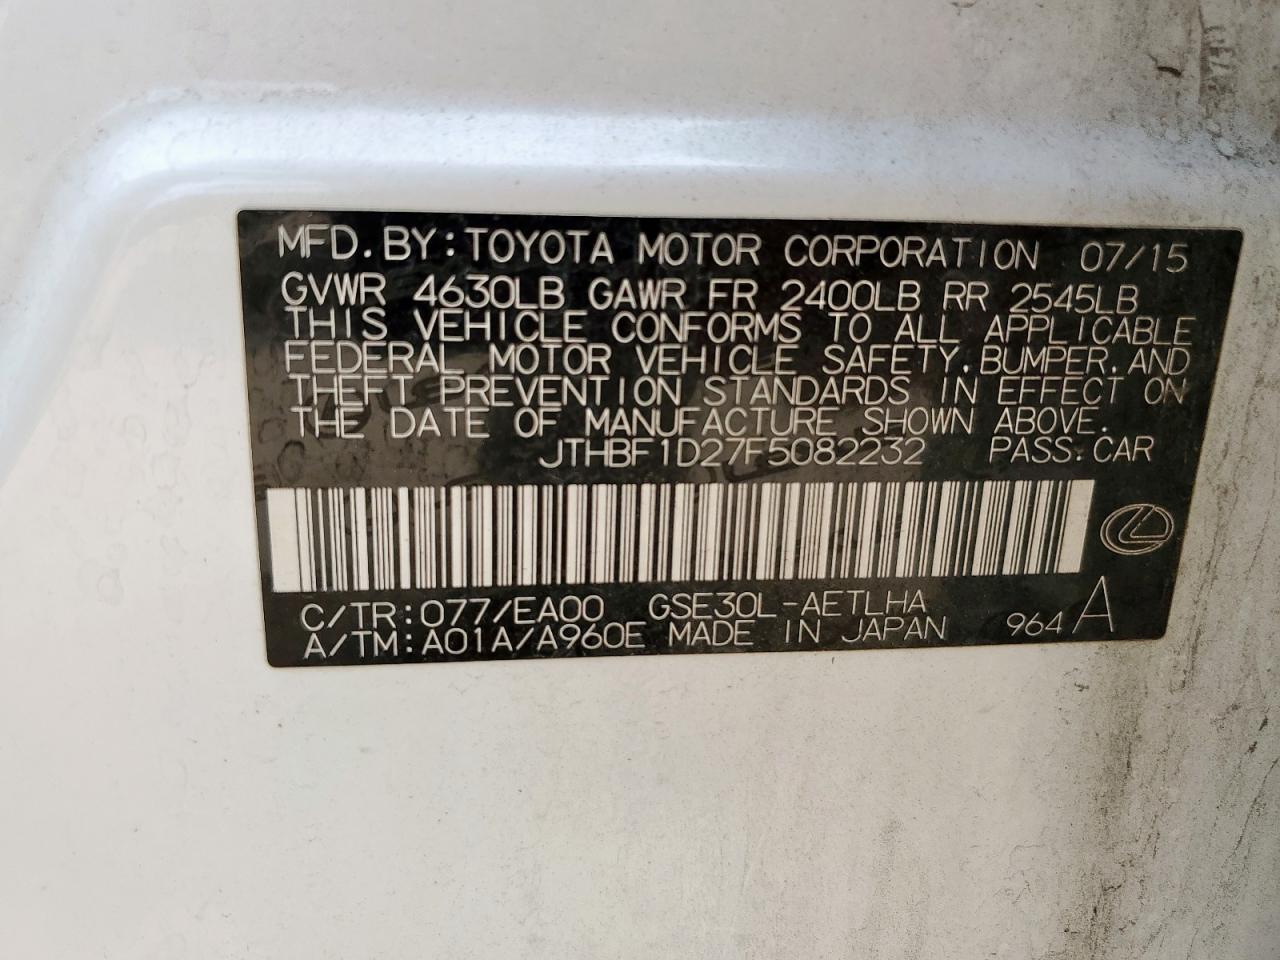 MFD. BY: TOYOTA MOTOR CORPORATION 07/15
GVWR 4630LB GAWR FR 2400LB RR 2545LB
THIS VEHICLE CONFORMS TO ALL APPLICABLE
FEDERAL MOTOR VEHICLE SAFETY, BUMPER, AND
THEFT PREVENTION STANDARDS IN EFFECT ON
THE DATE OF MANUFACTURE SHOWN ABOVE.
JTHBF1D27F5082232 PASS. CAR
C/TR: 077/EA00 GSE30L-AETLHA
A/TM: A01A/A960E MADE IN JAPAN 964 A